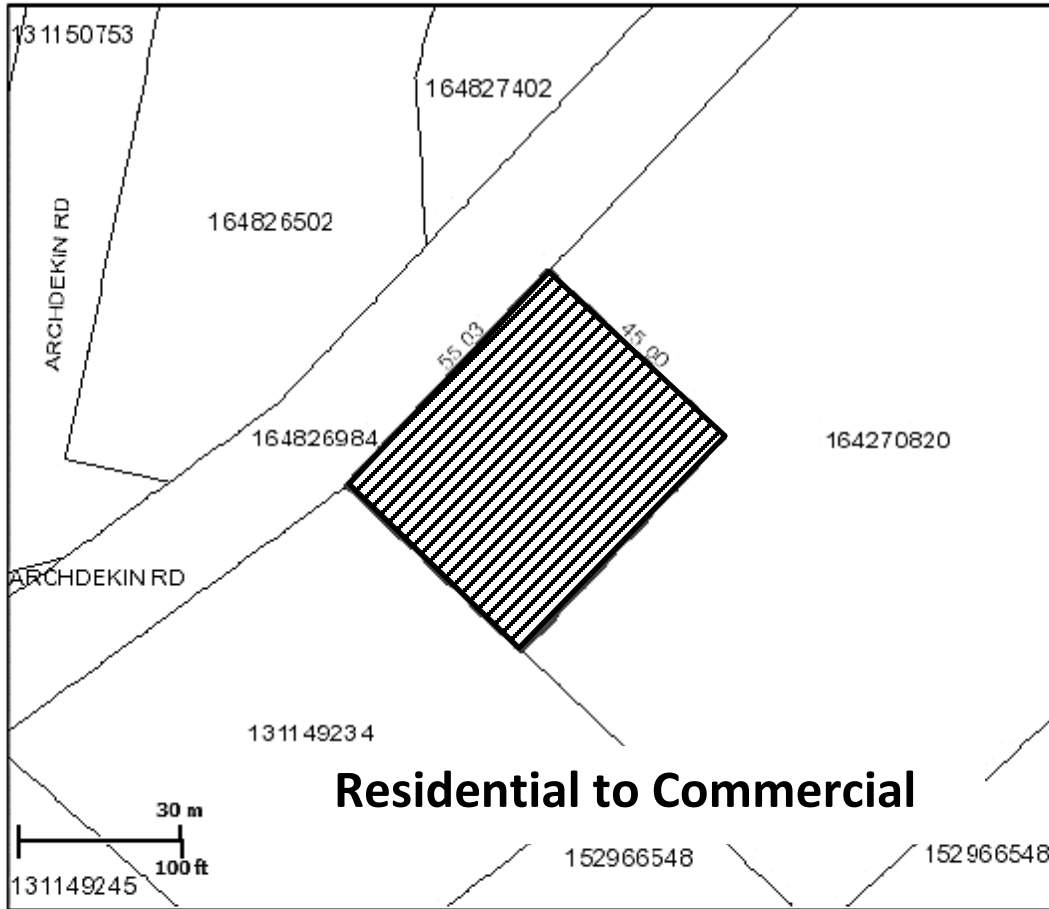 131150753
164827402
164826502
ARCHDEKIN RD
55.03
45.90
164826984
164270820
ARCHDEKIN RD
131149234
Residential to Commercial
30 m
100 ft
152966548
152966548
131149245